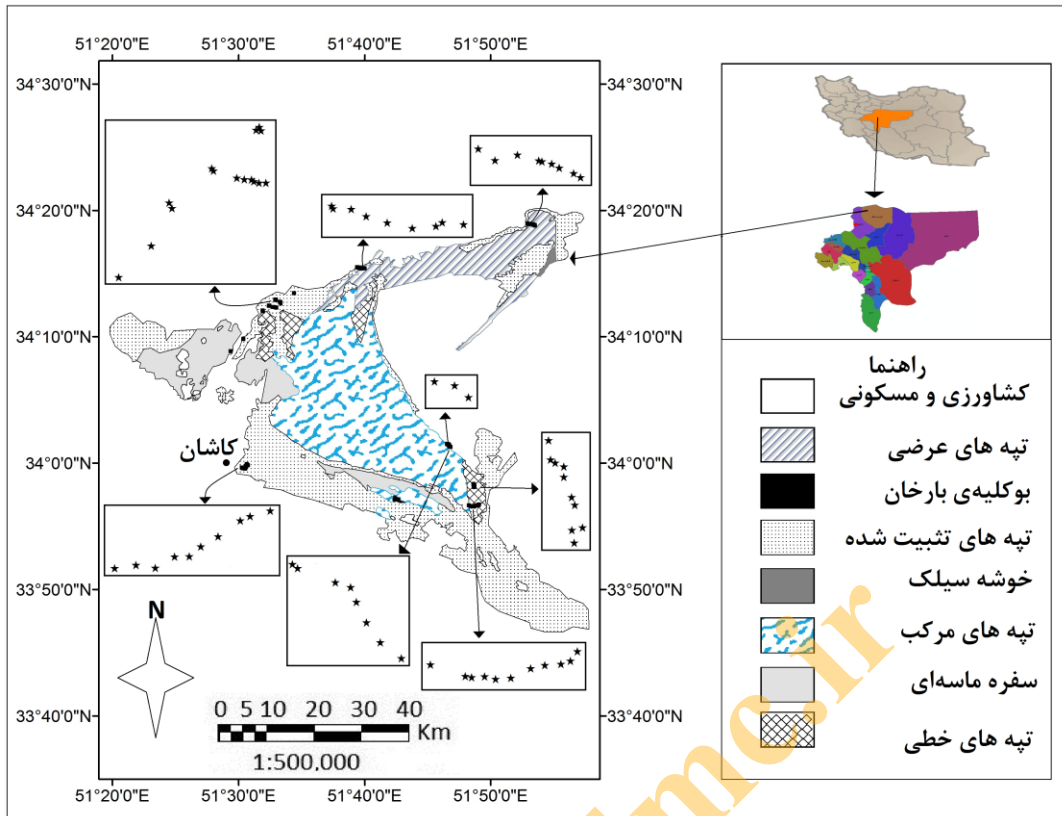 51°20'0"E 51°30'0"E 51°40'0"E 51°50'0"E
34°30'0"N
34°20'0"N
34°10'0"N
34°0'0"N
33°50'0"N
33°40'0"N
34°30'0"N
34°20'0"N
34°10'0"N
34°0'0"N
33°50'0"N
33°40'0"N
51°20'0"E 51°30'0"E 51°40'0"E 51°50'0"E
کاشان
N
0 5 10 20 30 40
Km
1:500,000
راهنما
کشاورزی و مسکونی
تپه های عرضی
بوکلیه‌ی بارخان
تپه های تثبیت شده
خوشه سیلک
تپه های مرکب
سفره ماسه‌ای
تپه های خطی